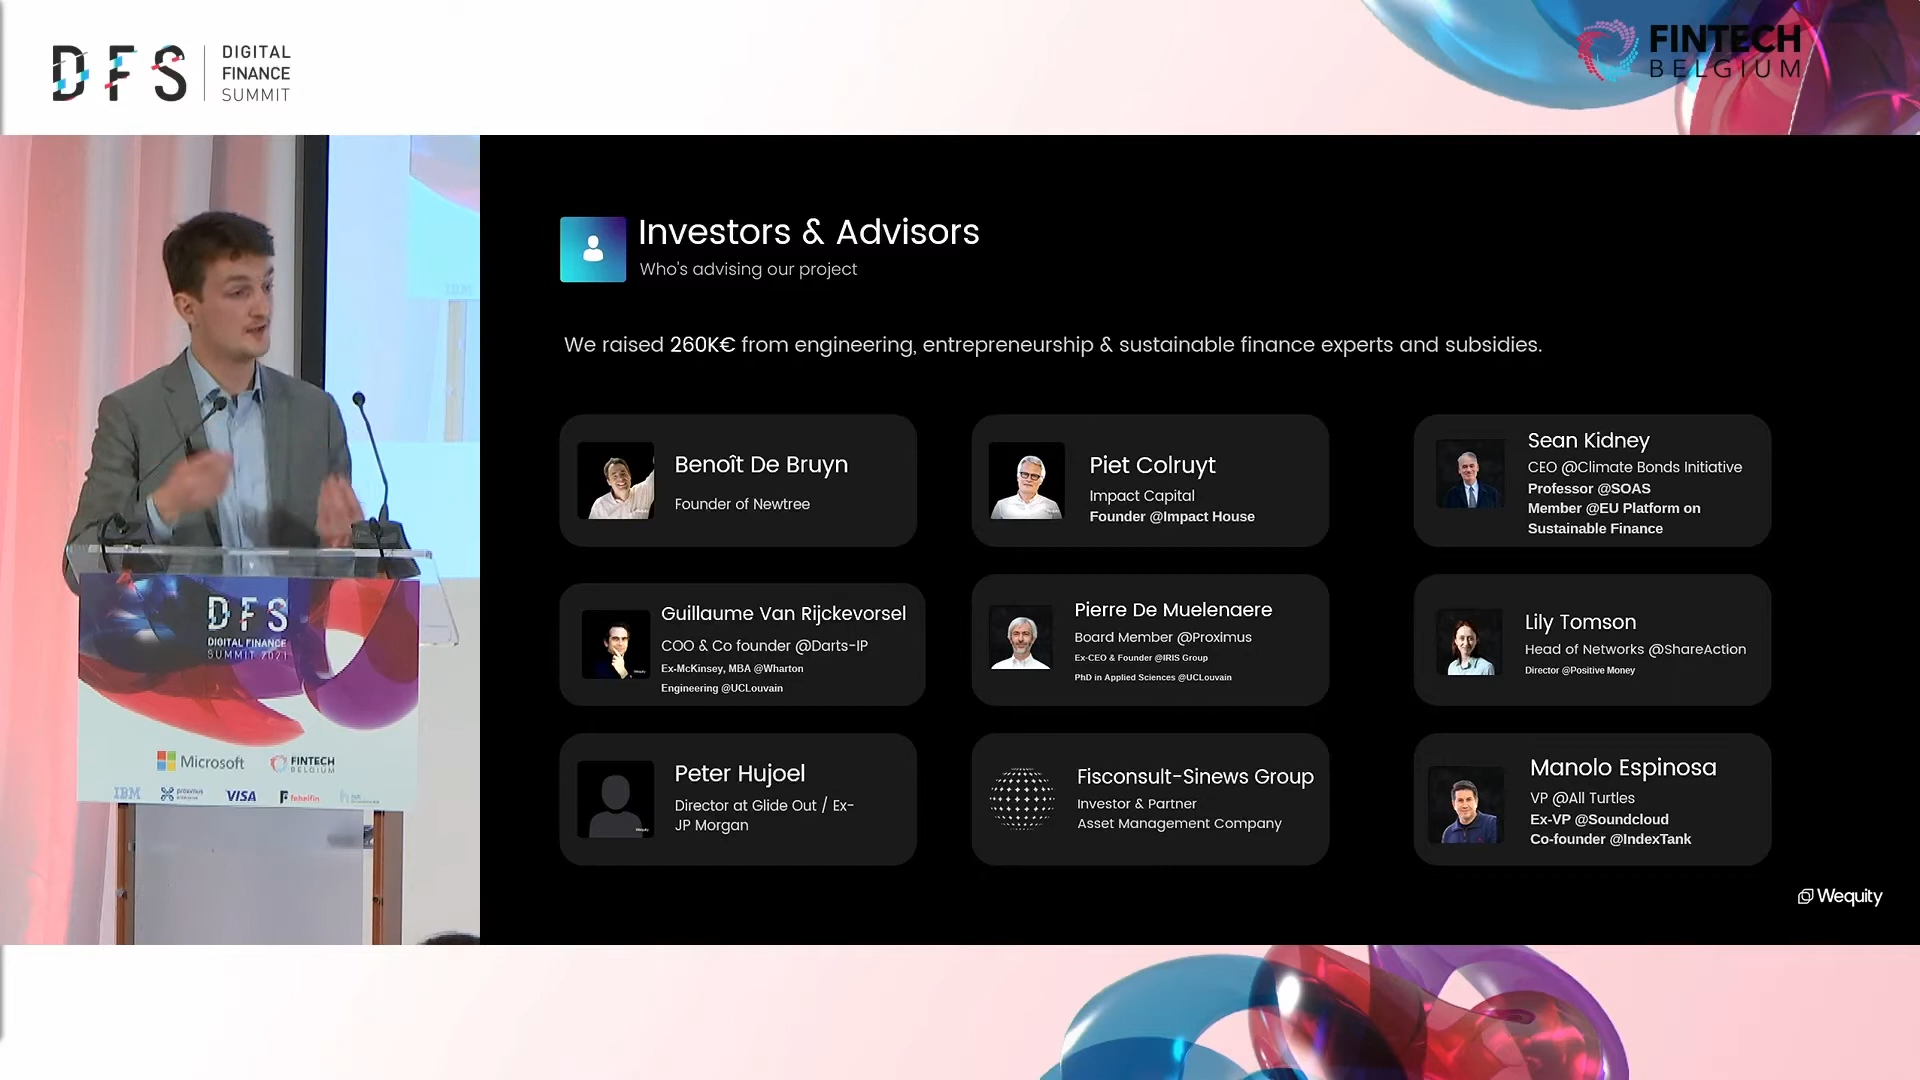 DFS
DIGITAL
FINANCE
SUMMIT
FINTECH
BELGIUM
Investors & Advisors
Who's advising our project
We raised 260K€ from engineering, entrepreneurship & sustainable finance experts and subsidies.
Benoît De Bruyn
Founder of Newtree
Piet Colruyt
Impact Capital
Founder @Impact House
Sean Kidney
CEO @Climate Bonds Initiative
Professor @SOAS
Member @EU Platform on
Sustainable Finance
Guillaume Van Rijckevorsel
COO & Co founder @Darts-IP
Ex-McKinsey, MBA @Wharton
Engineering @UCLouvain
Pierre De Muelenaere
Board Member @Proximus
Ex-CEO & Founder @IRIS Group
PhD in Applied Sciences @UCLouvain
Lily Tomson
Head of Networks @ShareAction
Director @Positive Money
Peter Hujoel
Director at Glide Out / Ex-
JP Morgan
Fisconsult-Sinews Group
Investor & Partner
Asset Management Company
Manolo Espinosa
VP @All Turtles
Ex-VP @Soundcloud
Co-founder @IndexTank
Wequity
IBM
DFS
DIGITAL FINANCE
SUMMIT 2021
Microsoft
FINTECH
BELGIUM
IBM
proximus
VISA
febelfin